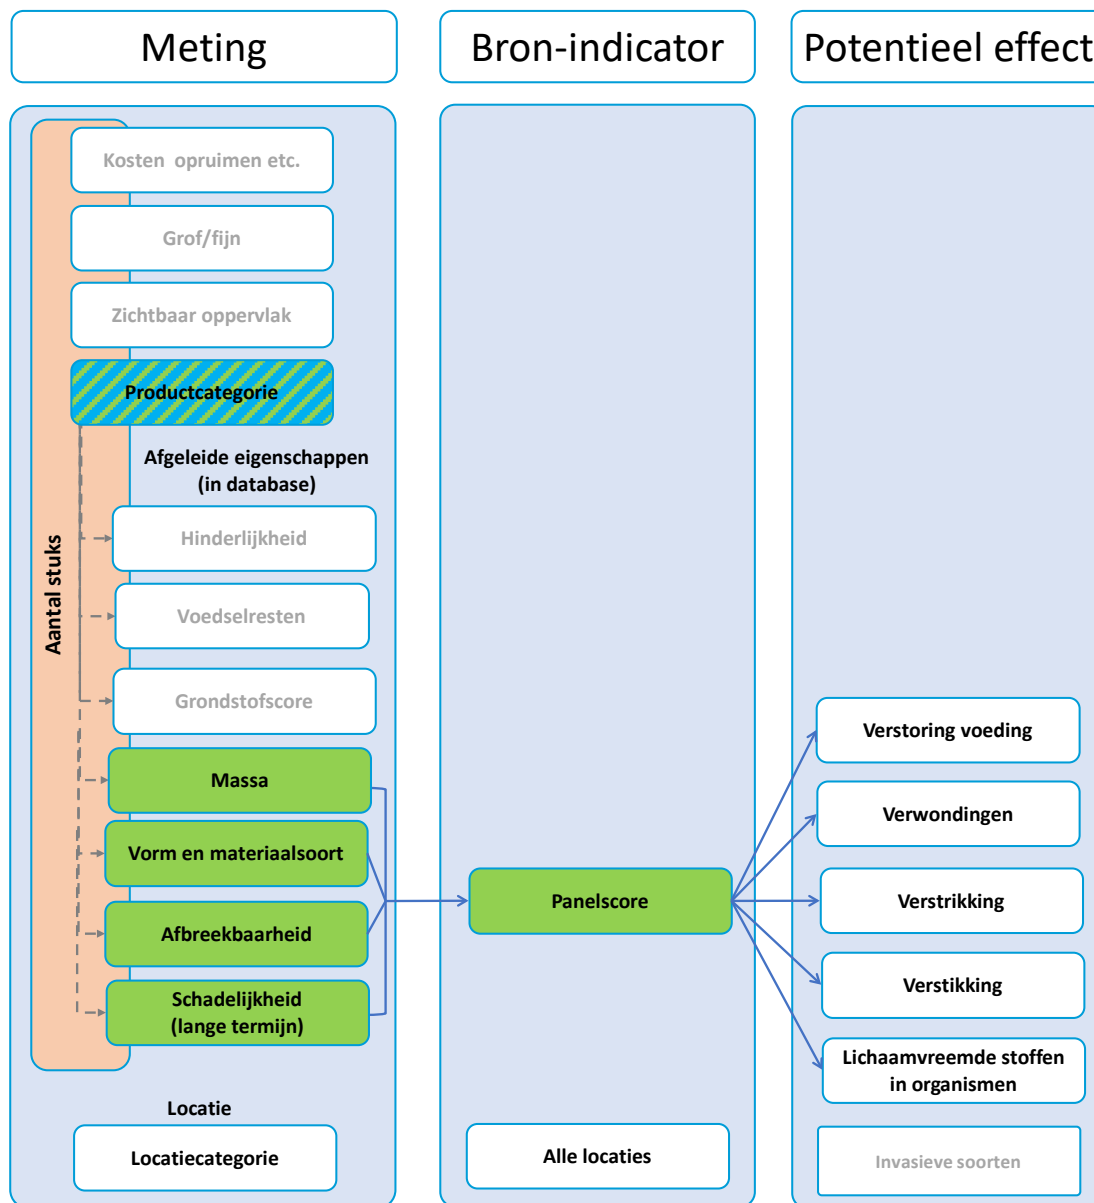 Meting
Bron-indicator
Potentieel effect
Kosten opruimen etc.
Grof/fijn
Zichtbaar oppervlak
Productcategorie
Afgeleide eigenschappen
(in database)
Aantal stuks
Hinderlijkheid
Voedselresten
Grondstofscore
Massa
Vorm en materiaalsoort
Afbreekbaarheid
Schadelijkheid
(lange termijn)
Locatie
Locatiecategorie
Panelscore
Alle locaties
Verstoring voeding
Verwondingen
Verstrikking
Verstikking
Lichaamvreemde stoffen
in organismen
Invasieve soorten